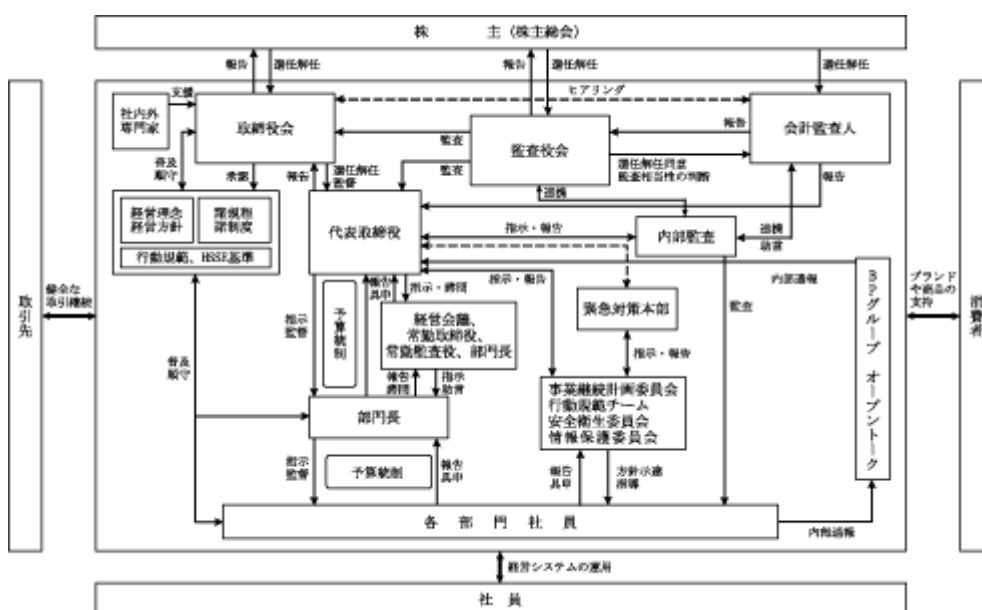 株 主（株主総会）
報告
選任解任
報告
選任解任
選任解任
社内外
専門家
支援
取締役会
ヒアリング
監査役会
会計監査人
監査
監査
報告
選任解任同意
監査相当性の判断
報告
普及
順守
承認
報告
選任解任
監督
連携
経営理念
経営方針
諸規程
諸制度
行動規範、HSSE基準
代表取締役
指示・報告
内部監査
連携
助言
内部通報
取引先
健全な
取引継続
指示
監督
予算統制
報告
具申
指示・諮問
指示・報告
経営会議、
常勤取締役、
常勤監査役、部門長
緊急対策本部
監査
BPグループ オープントーク
ブランド
や商品の
支持
消費者
指示・報告
普及
順守
報告
諮問
指示
助言
事業継続計画委員会
行動規範チーム
安全衛生委員会
情報保護委員会
部門長
指示
監督
予算統制
報告
具申
報告
具申
方針示達
指導
各部門社員
内部通報
経営システムの運用
社員